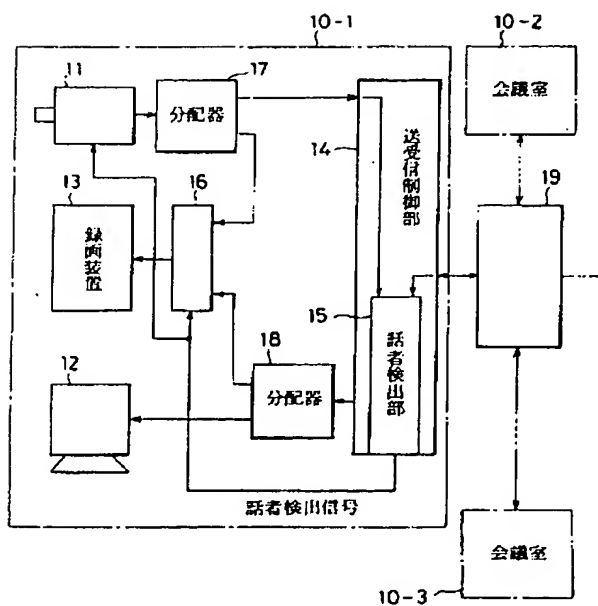 10-1
10-2
11
17
分配器
会議室
14
送受信制御部
13
16
19
録画装置
15
話者検出部
18
12
分配器
話者検出信号
会議室
10-3